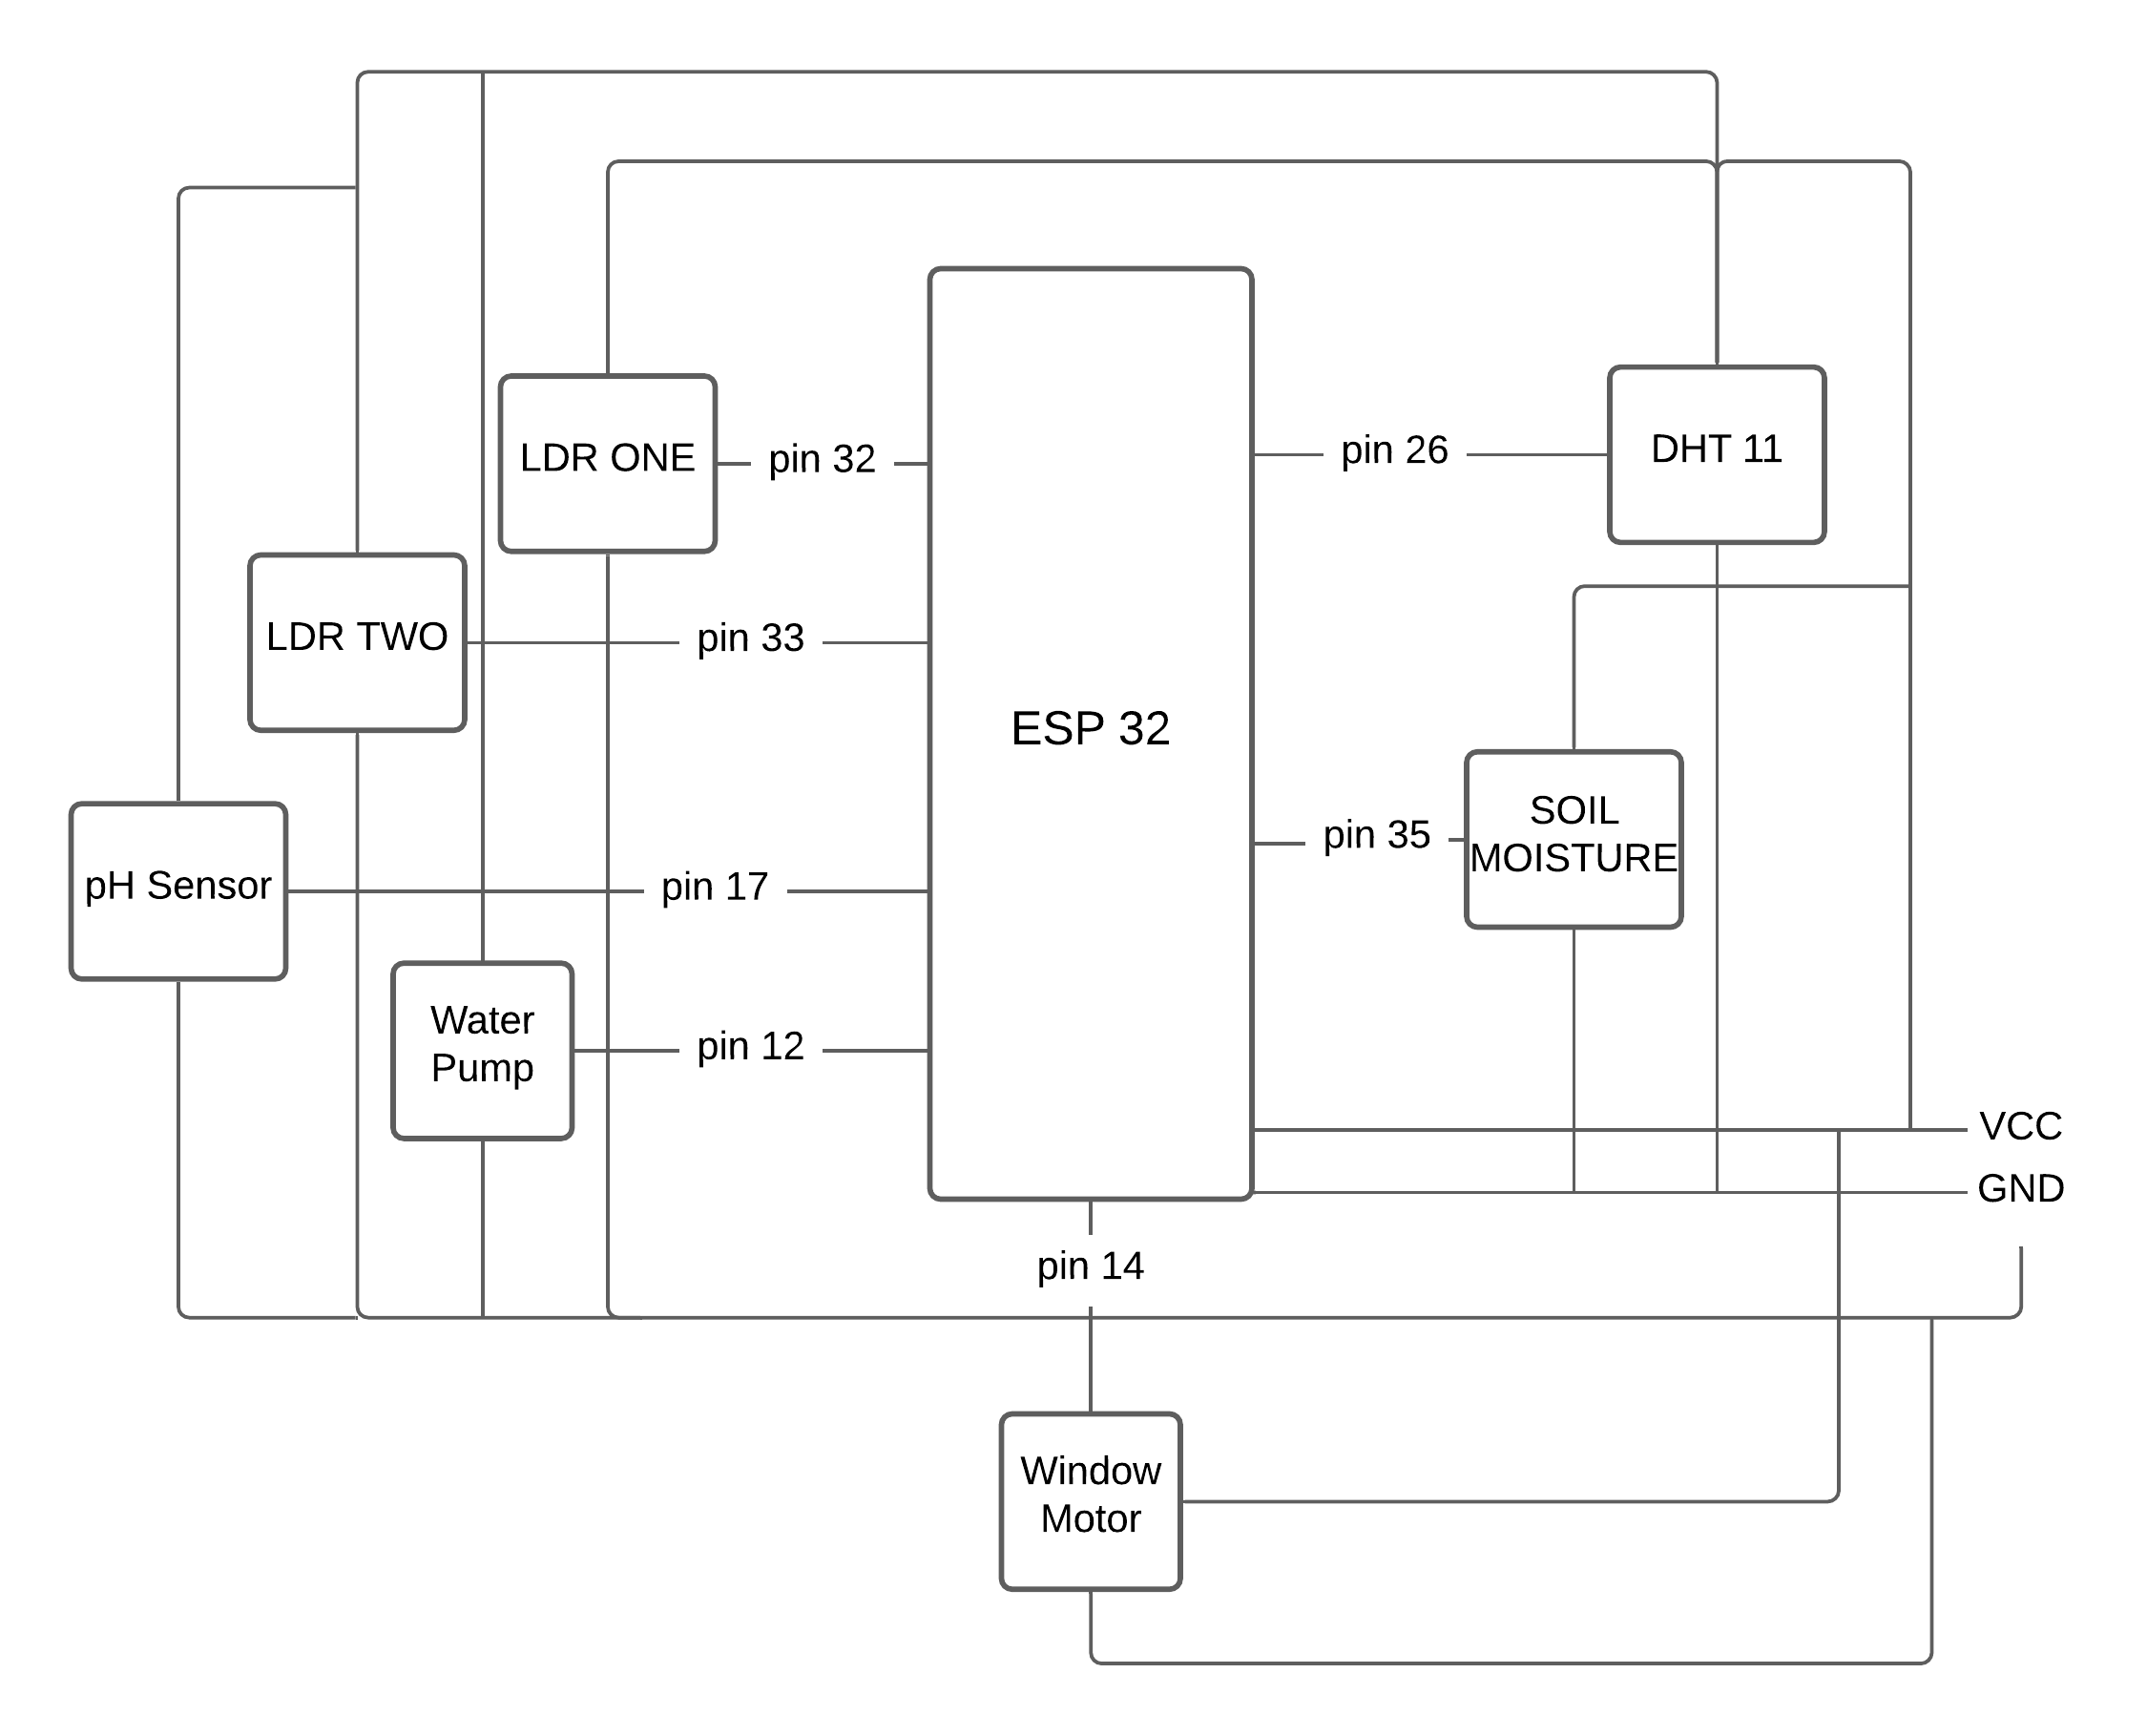 LDR ONE
pin 32
pin 26
DHT 11
LDR TWO
pin 33
ESP 32
SOIL
MOISTURE
pin 35
pH Sensor
pin 17
Water
Pump
pin 12
VCC
GND
pin 14
Window
Motor